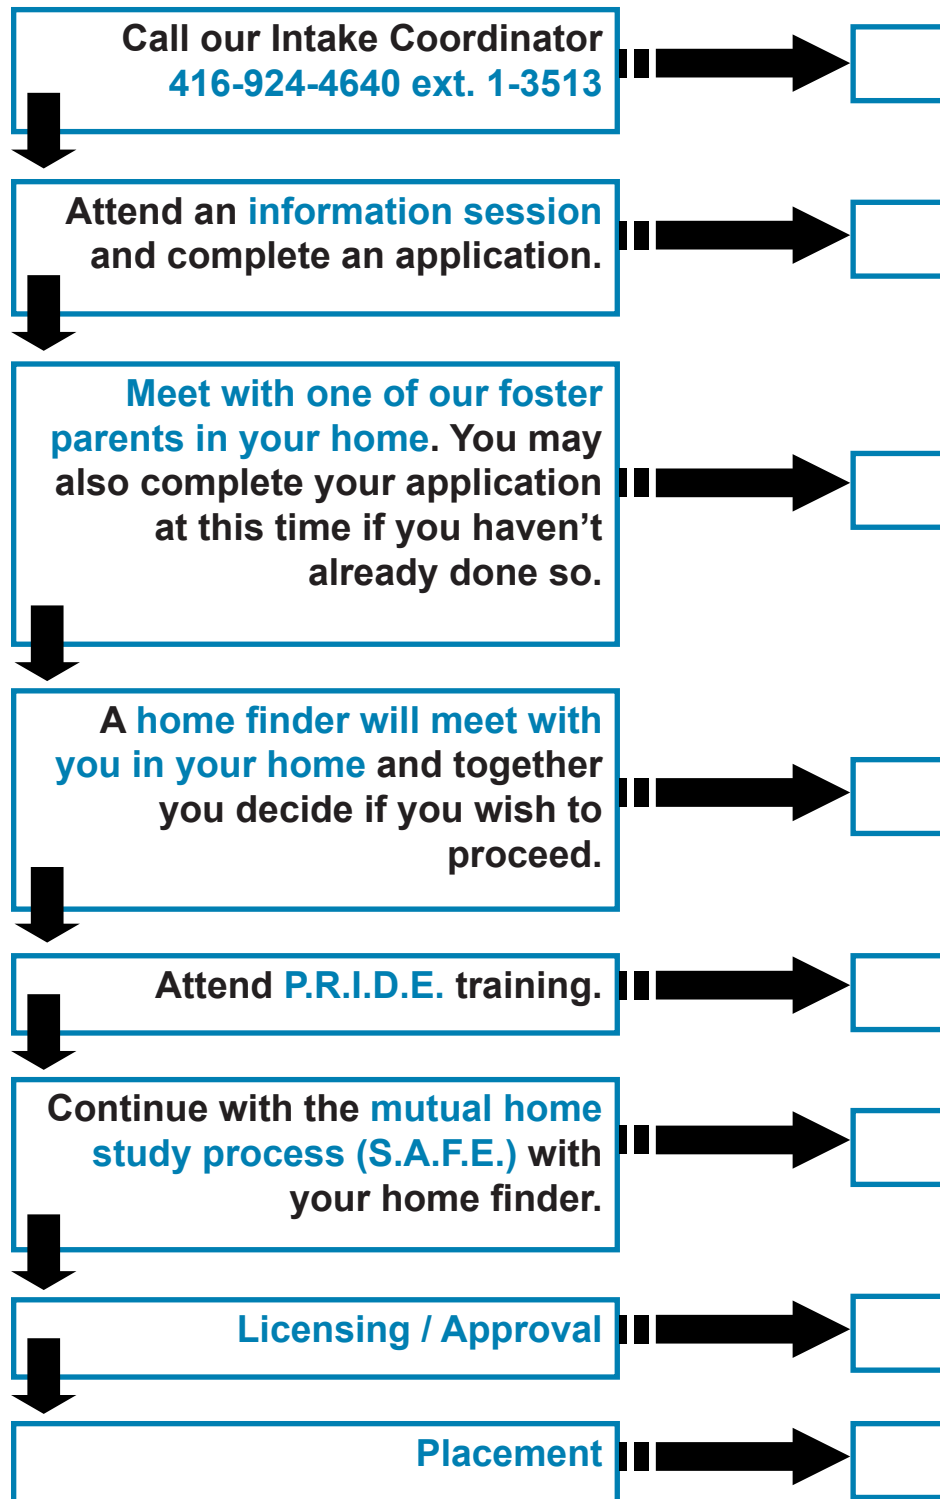 Call our Intake Coordinator
416-924-4640 ext. 1-3513
Attend an information session
and complete an application.
Meet with one of our foster
parents in your home. You may
also complete your application
at this time if you haven’t
already done so.
A home finder will meet with
you in your home and together
you decide if you wish to
proceed.
Attend P.R.I.D.E. training.
Continue with the mutual home
study process (S.A.F.E.) with
your home finder.
Licensing / Approval
Placement